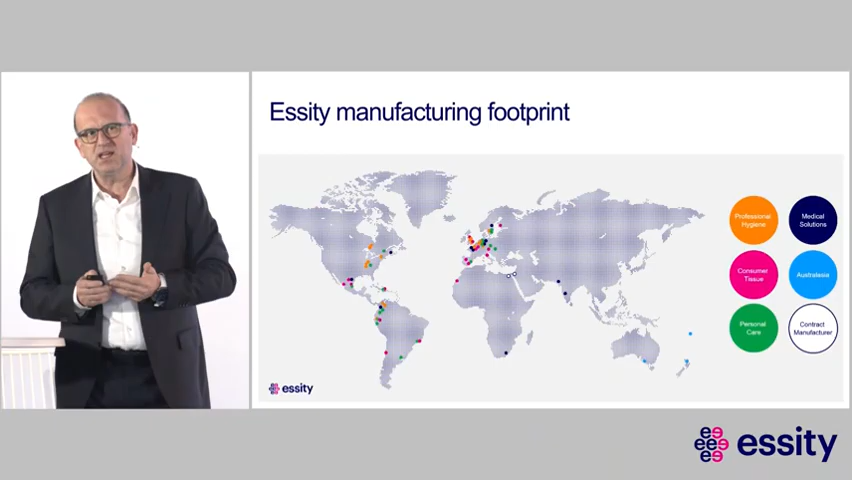 Essity manufacturing footprint
Professional
Hygiene
Medical
Solutions
Consumer
Tissue
Australasia
Personal
Care
Contract
Manufacturer
essity
essity